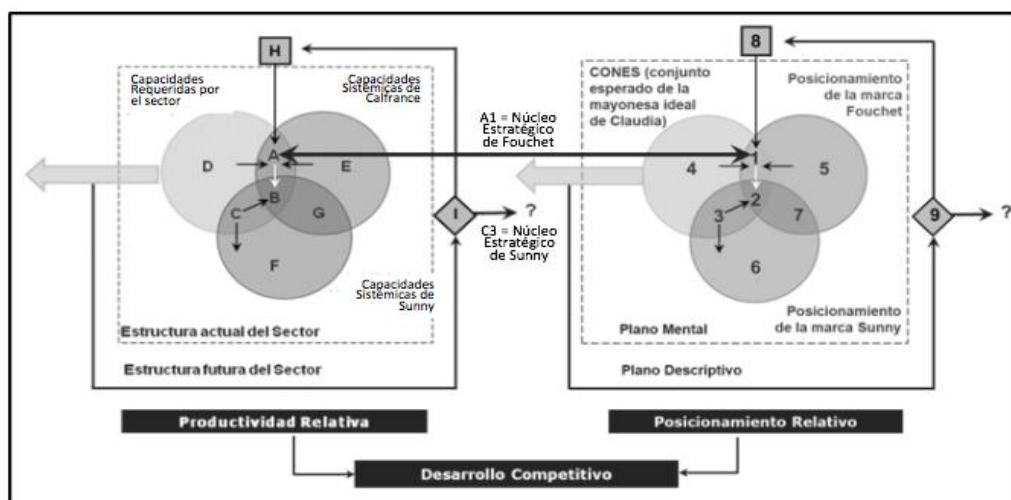 H
Capacidades
Requeridas por
el sector
Capacidades
Sistémicas de
Calfrance
D
A
E
B
C
G
F
I
?
Capacidades
Sistémicas de
Sunny
Estructura actual del Sector
Estructura futura del Sector
A1 = Núcleo
Estratégico
de Fouchet
C3 = Núcleo
Estratégico
de Sunny
8
CONES (conjunto
esperado de la
mayonesa ideal
de Claudia)
Posicionamiento
de la marca
Fouchet
4
1
5
2
3
7
6
9
?
Posicionamiento
de la marca Sunny
Plano Mental
Plano Descriptivo
Productividad Relativa
Posicionamiento Relativo
Desarrollo Competitivo